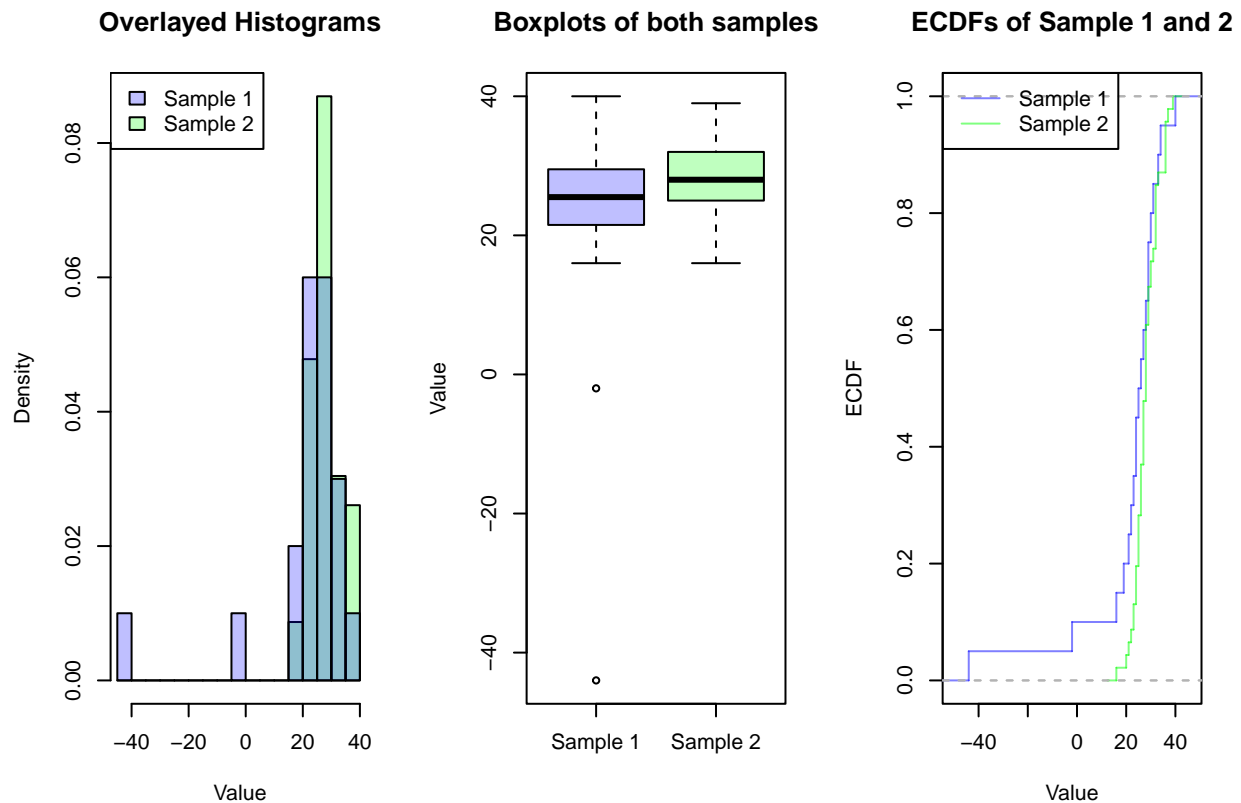 Overlayed Histograms
Sample 1
Sample 2
0.00
0.02
0.04
0.06
0.08
Density
−40
−20
0
20
40
Value
Boxplots of both samples
40
20
0
−20
−40
Value
Sample 1
Sample 2
ECDFs of Sample 1 and 2
Sample 1
Sample 2
1.0
0.8
0.6
0.4
0.2
0.0
ECDF
−40
0
20
40
Value